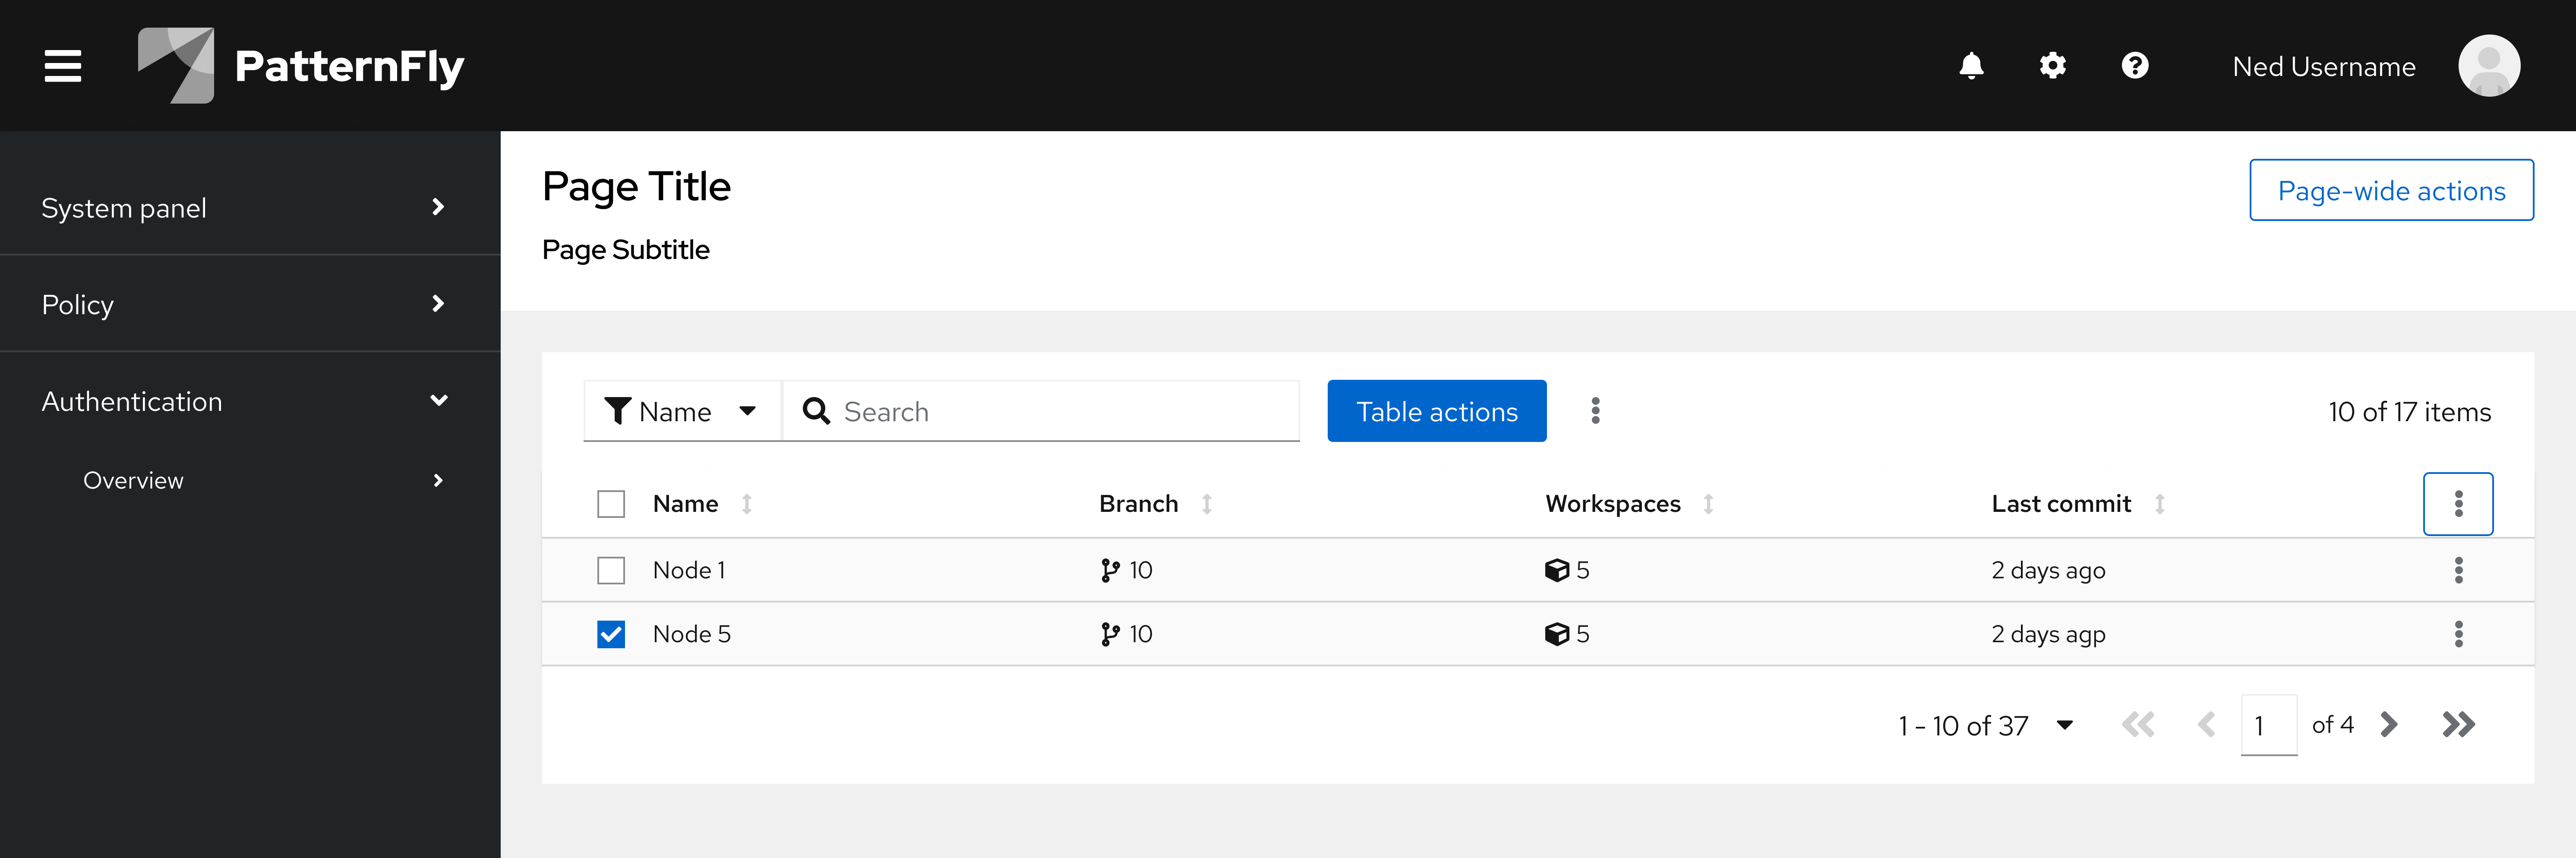 PatternFly
Ned Username
System panel
Policy
Authentication
Overview
Page Title
Page Subtitle
Page-wide actions
Name
Search
Table actions
10 of 17 items
Name Branch Workspaces Last commit
Node 1 10 5 2 days ago
Node 5 10 5 2 days agp
1 - 10 of 37 1 of 4